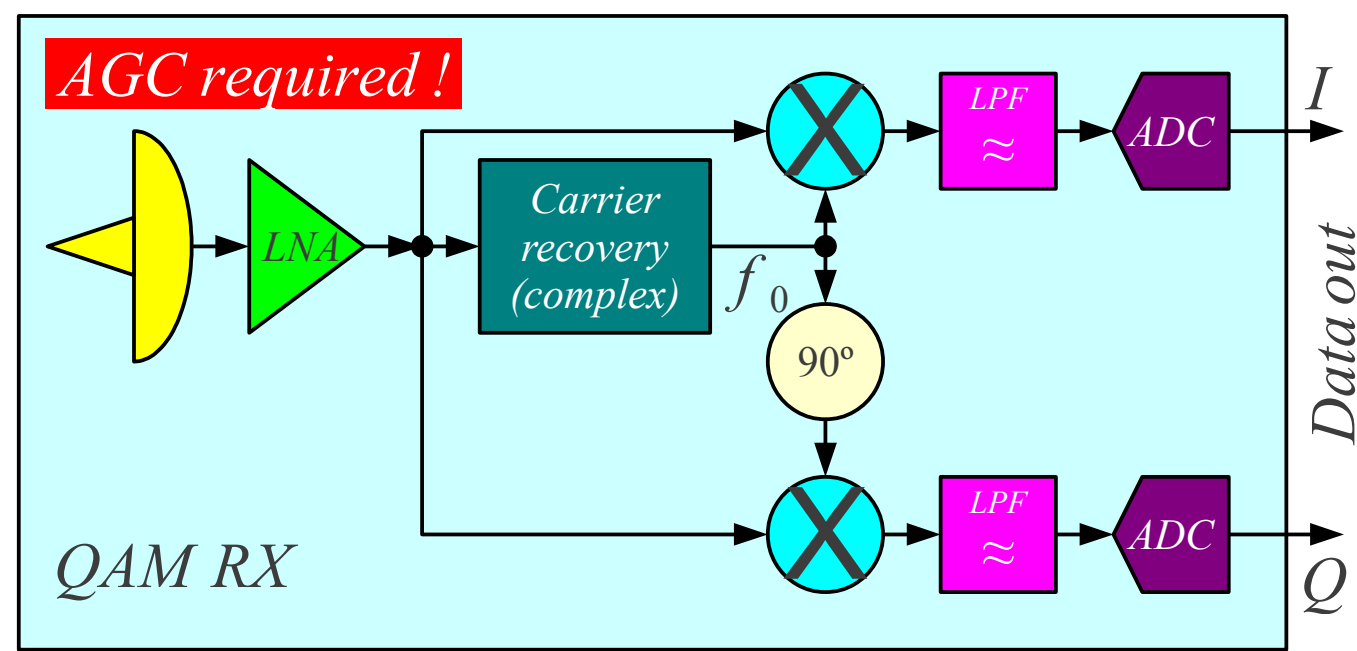 AGC required !
I
LPF
≈
ADC
Carrier
recovery
(complex)
LNA
X
f 0
90º
Data out
X
LPF
≈
ADC
QAM RX
Q